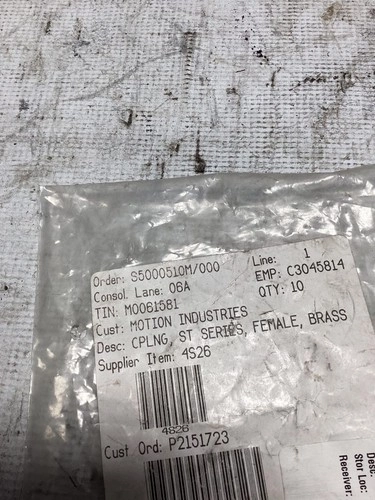 Order: S5000510M/000
Line: 1
Consol. Lane: 06A
EMP: C3045814
TIN: M0061581
QTY: 10
Cust: MOTION INDUSTRIES
Desc: CPLNG, ST SERIES, FEMALE, BRASS
Supplier Item: 4S26
4S26
Cust Ord: P2151723
Desc:
Stor Loc:
Receiver: